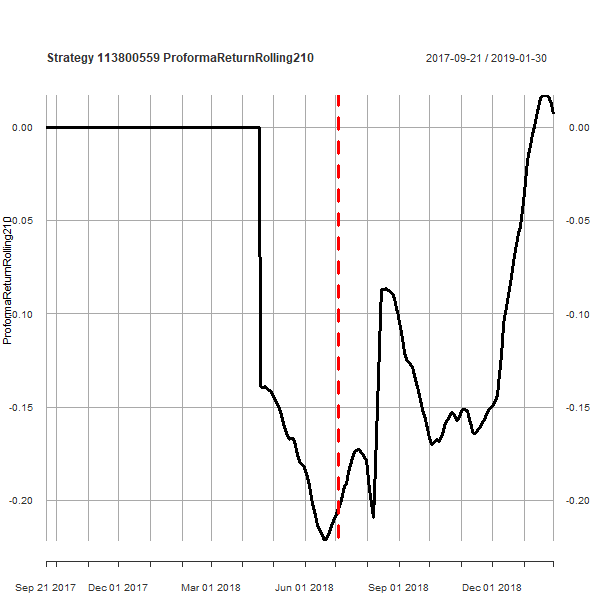 Strategy 113800559 ProformaReturnRolling210
2017-09-21 / 2019-01-30
0.00 0.00
-0.05 -0.05
-0.10 -0.10
-0.15 -0.15
-0.20 -0.20
ProformaReturnRolling210
Sep 21 2017 Dec 01 2017 Mar 01 2018 Jun 01 2018 Sep 01 2018 Dec 01 2018